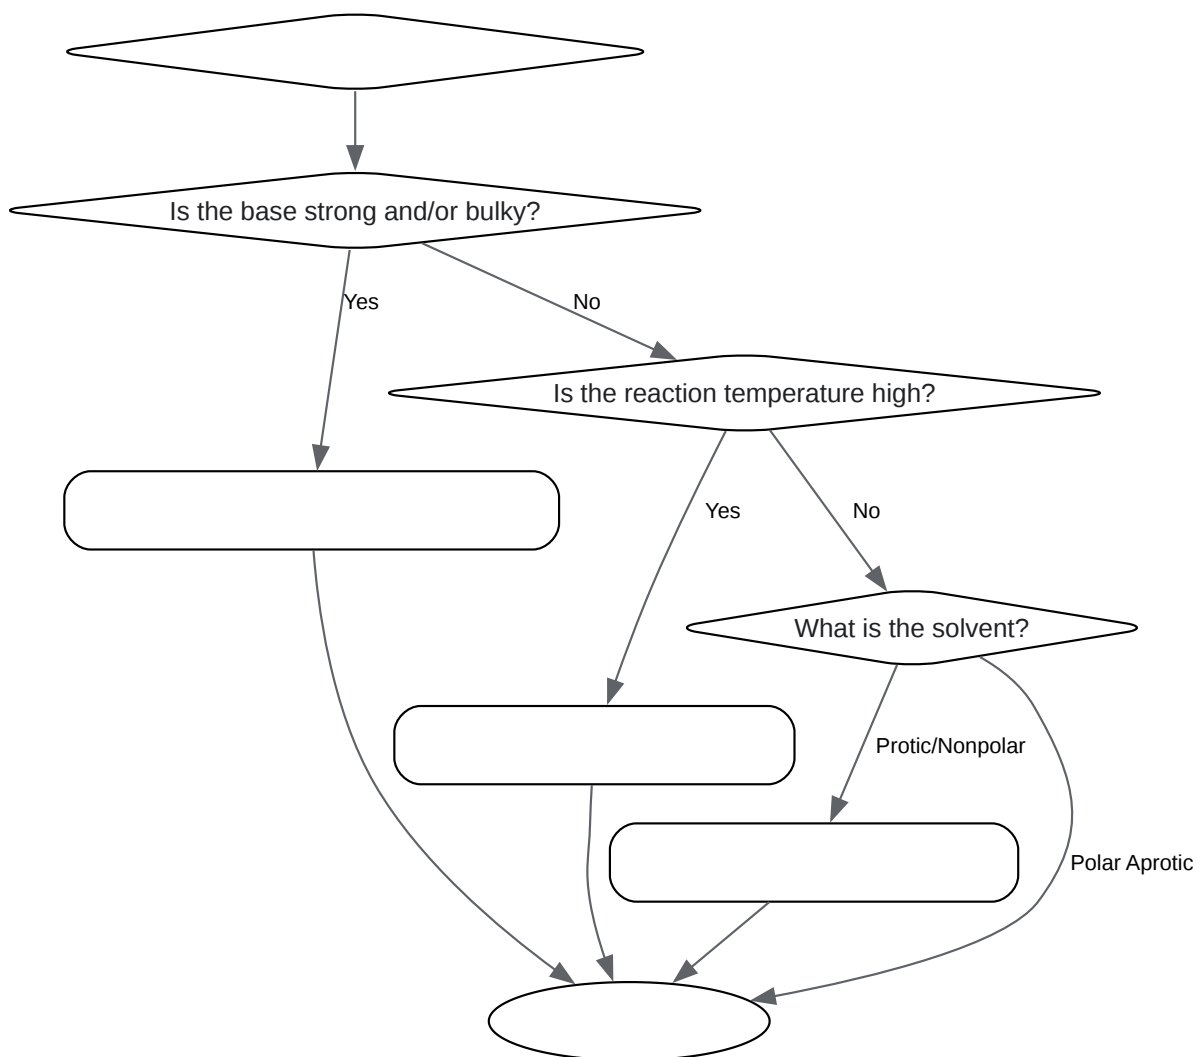 Is the base strong and/or bulky?
Yes
No
Is the reaction temperature high?
Yes
No
What is the solvent?
Protic/Nonpolar
Polar Aprotic